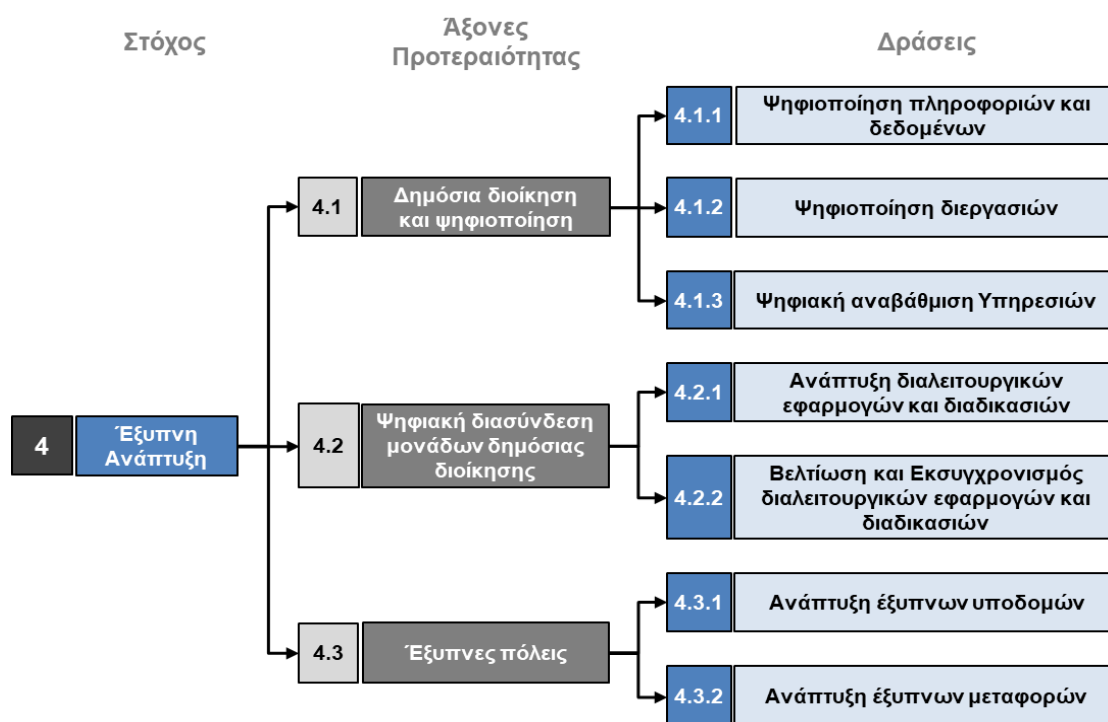 Στόχος
Άξονες
Προτεραιότητας
Δράσεις
4
Έξυπνη
Ανάπτυξη
4.1
Δημόσια διοίκηση
και ψηφιοποίηση
4.1.1
Ψηφιοποίηση πληροφοριών και
δεδομένων
4.1.2
Ψηφιοποίηση διεργασιών
4.1.3
Ψηφιακή αναβάθμιση Υπηρεσιών
4.2
Ψηφιακή διασύνδεση
μονάδων δημόσιας
διοίκησης
4.2.1
Ανάπτυξη διαλειτουργικών
εφαρμογών και διαδικασιών
4.2.2
Βελτίωση και Εκσυγχρονισμός
διαλειτουργικών εφαρμογών και
διαδικασιών
4.3
Έξυπνες πόλεις
4.3.1
Ανάπτυξη έξυπνων υποδομών
4.3.2
Ανάπτυξη έξυπνων μεταφορών